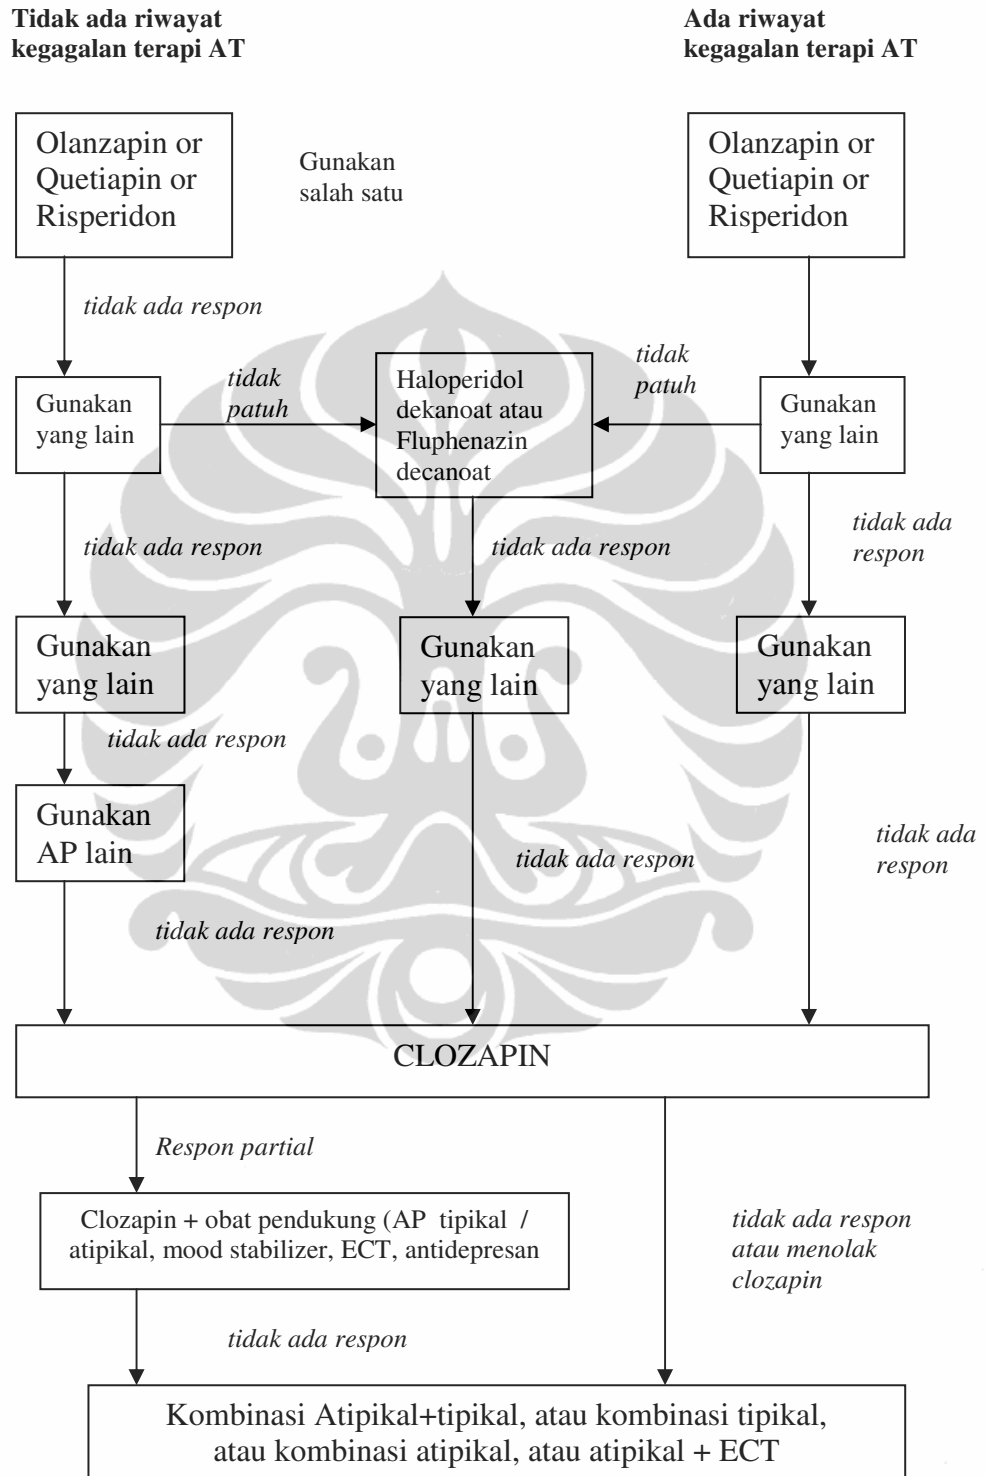 Tidak ada riwayat
kegagalan terapi AT
Ada riwayat
kegagalan terapi AT
Olanzapin or
Quetiapin or
Risperidon
Gunakan
salah satu
Olanzapin or
Quetiapin or
Risperidon
tidak ada respon
Gunakan
yang lain
tidak
patuh
Haloperidol
dekanoat atau
Fluphenazin
decanoat
tidak
patuh
Gunakan
yang lain
tidak ada respon
tidak ada respon
tidak ada
respon
Gunakan
yang lain
Gunakan
yang lain
Gunakan
yang lain
tidak ada respon
Gunakan
AP lain
tidak ada respon
tidak ada
respon
tidak ada respon
CLOZAPIN
Respon partial
Clozapin + obat pendukung (AP tipikal /
atipikal, mood stabilizer, ECT, antidepresan
tidak ada respon
atau menolak
clozapin
tidak ada respon
Kombinasi Atipikal+tipikal, atau kombinasi tipikal,
atau kombinasi atipikal, atau atipikal + ECT